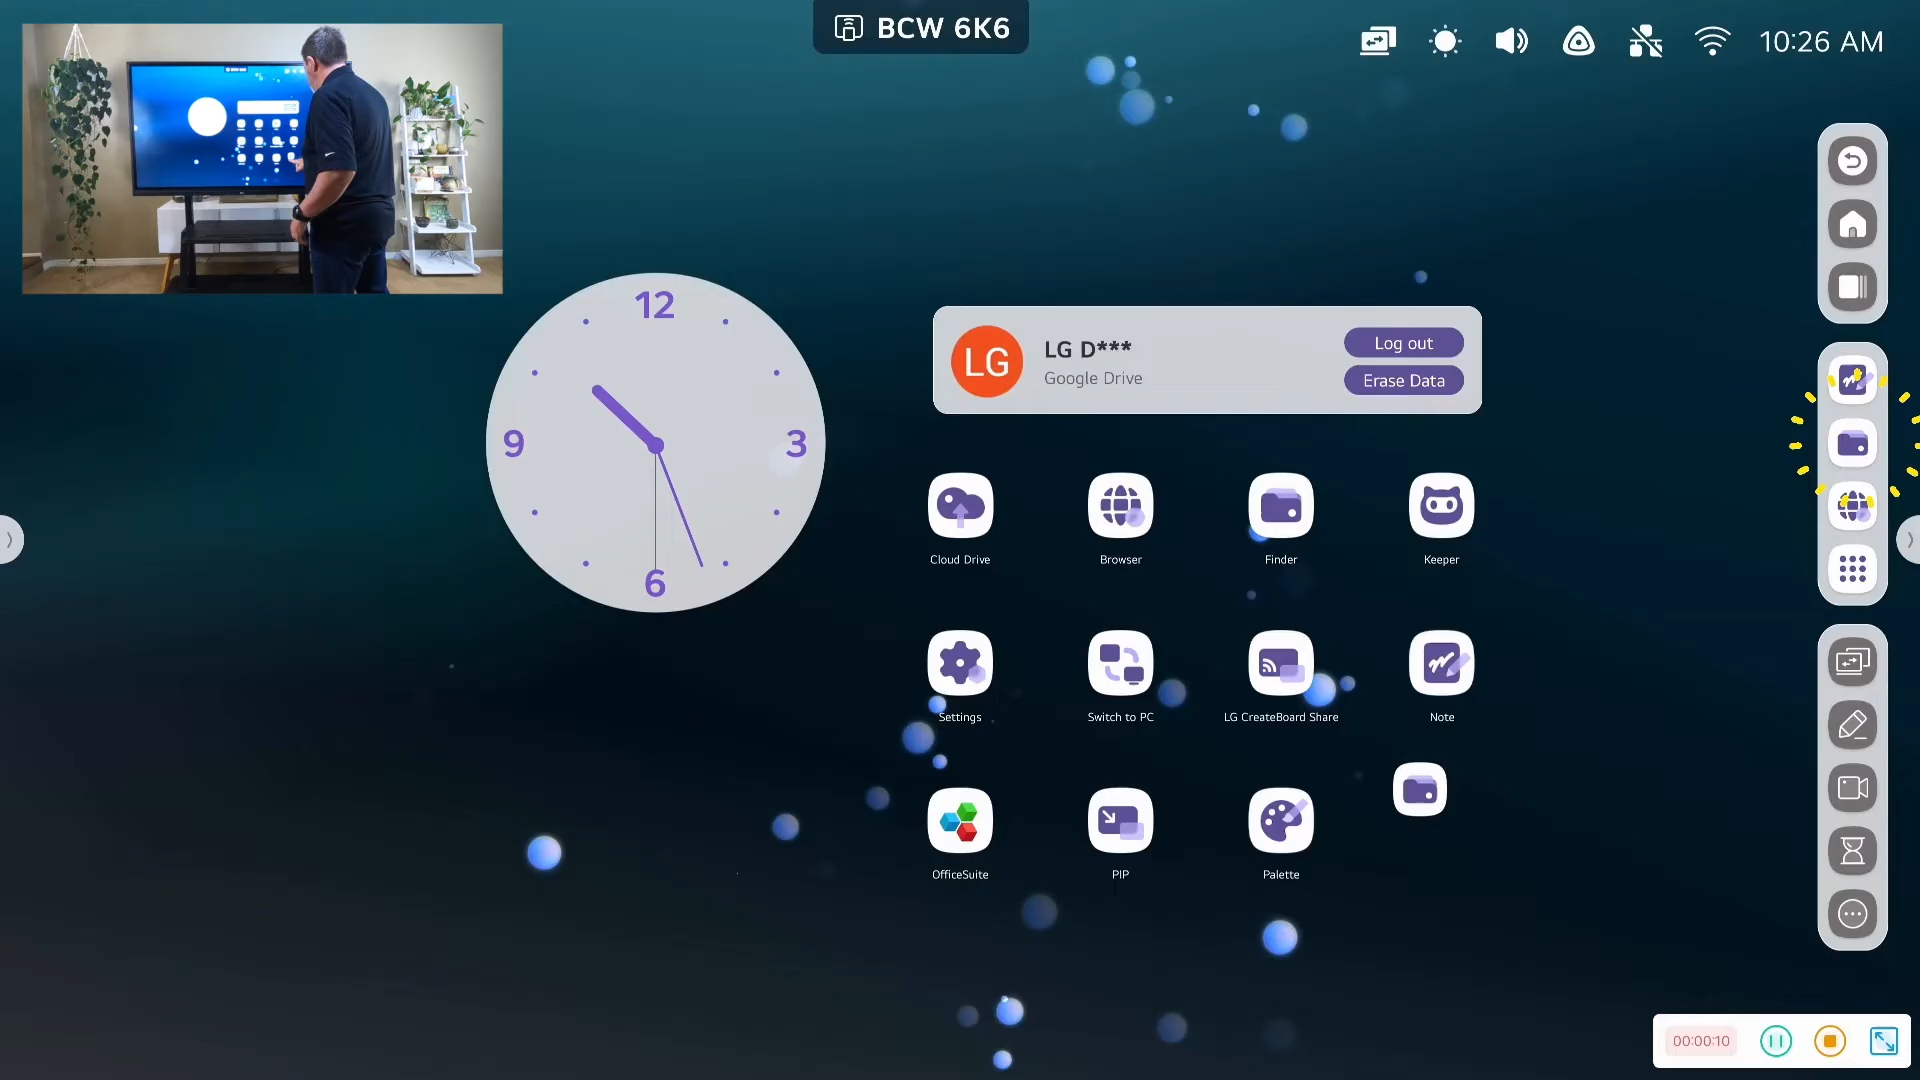 BCW 6K6
10:26 AM
12
9
3
6
LG
LG D***
Google Drive
Log out
Erase Data
Cloud Drive
Browser
Finder
Keeper
Settings
Switch to PC
LG CreateBoard Share
Note
OfficeSuite
PIP
Palette
00:00:10